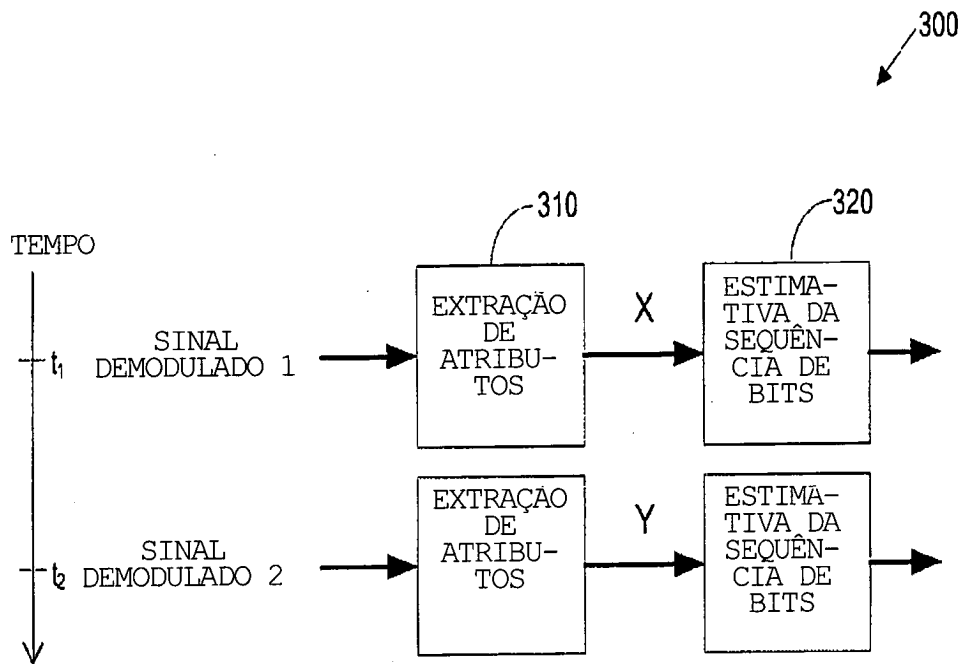 300
310
320
TEMPO
EXTRAÇÃO
DE
ATRIBU-
TOS
X
ESTIMA-
TIVA DA
SEQUÊN-
CIA DE
BITS
t₁
SINAL
DEMODULADO 1
EXTRAÇÃO
DE
ATRIBU-
TOS
Y
ESTIMA-
TIVA DA
SEQUÊN-
CIA DE
BITS
t₂
SINAL
DEMODULADO 2